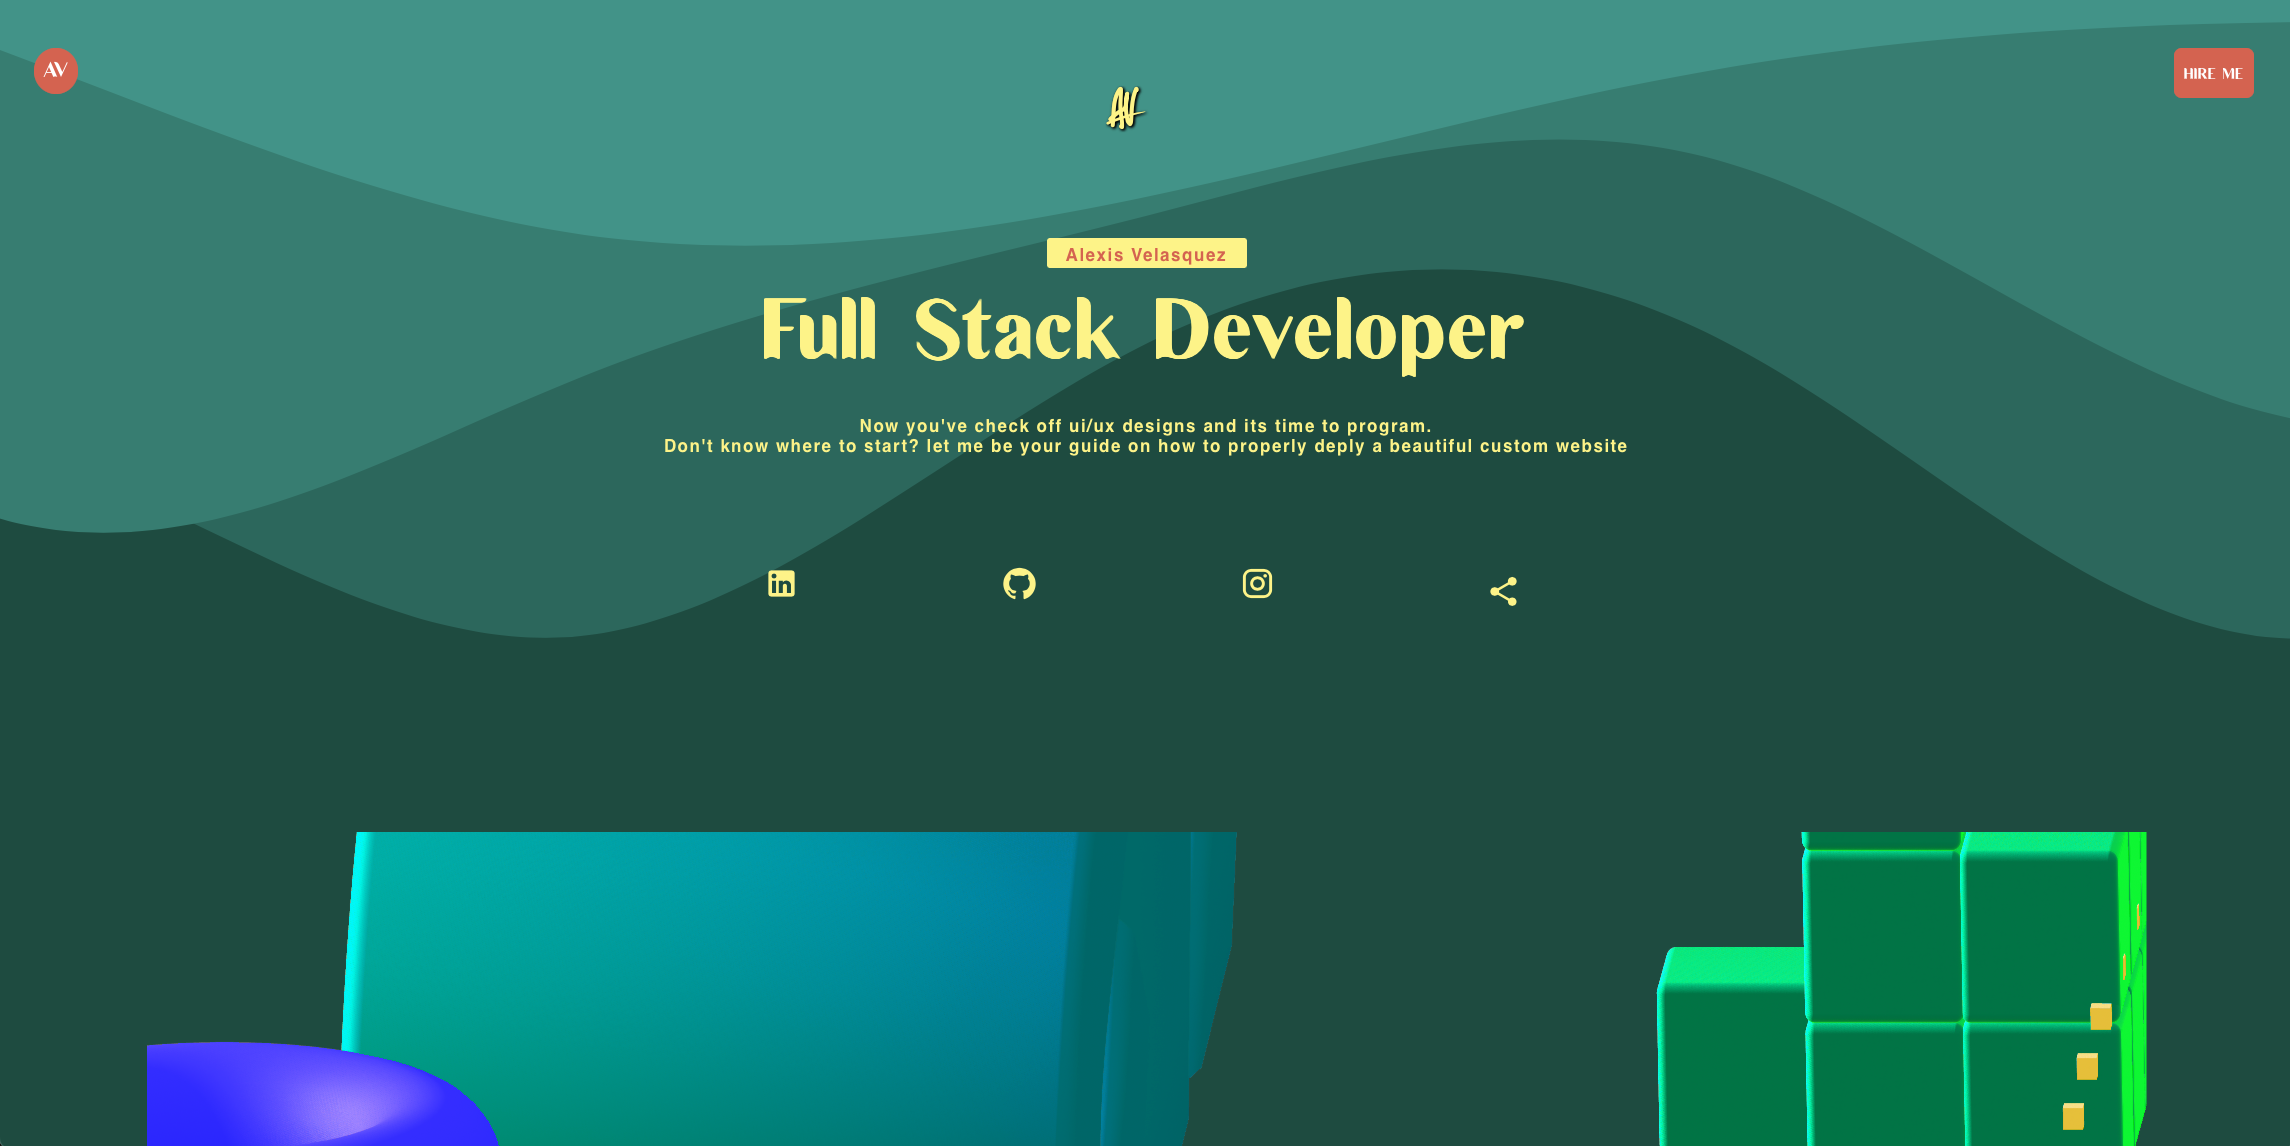 AV
HIRE ME
AV
Alexis Velasquez
Full Stack Developer
Now you've check off ui/ux designs and its time to program.
Don't know where to start? let me be your guide on how to properly deply a beautiful custom website
in